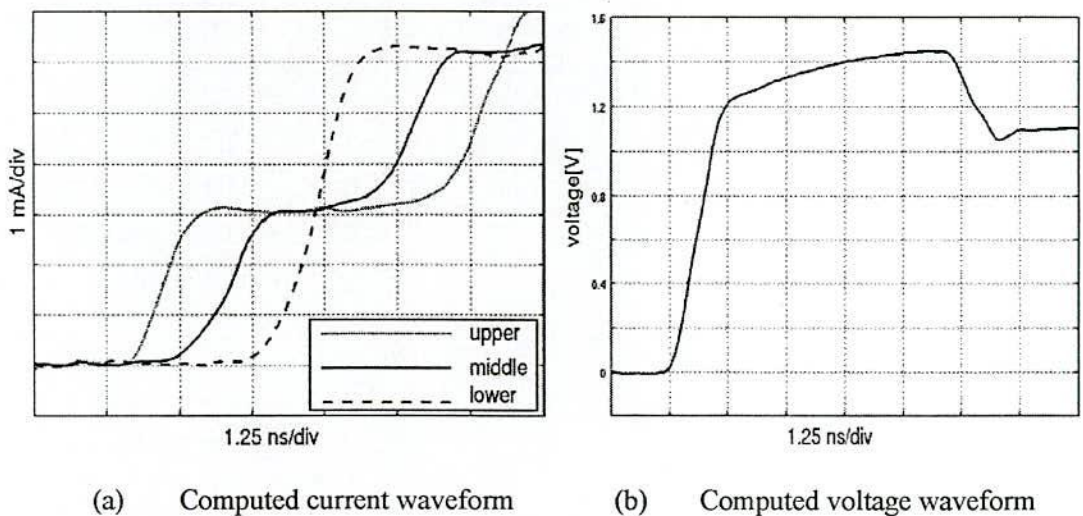 1 mA/div
upper
middle
lower
1.25 ns/div
(a) Computed current waveform
voltage[V]
1.6
1.2
0.8
0.4
0
1.25 ns/div
(b) Computed voltage waveform